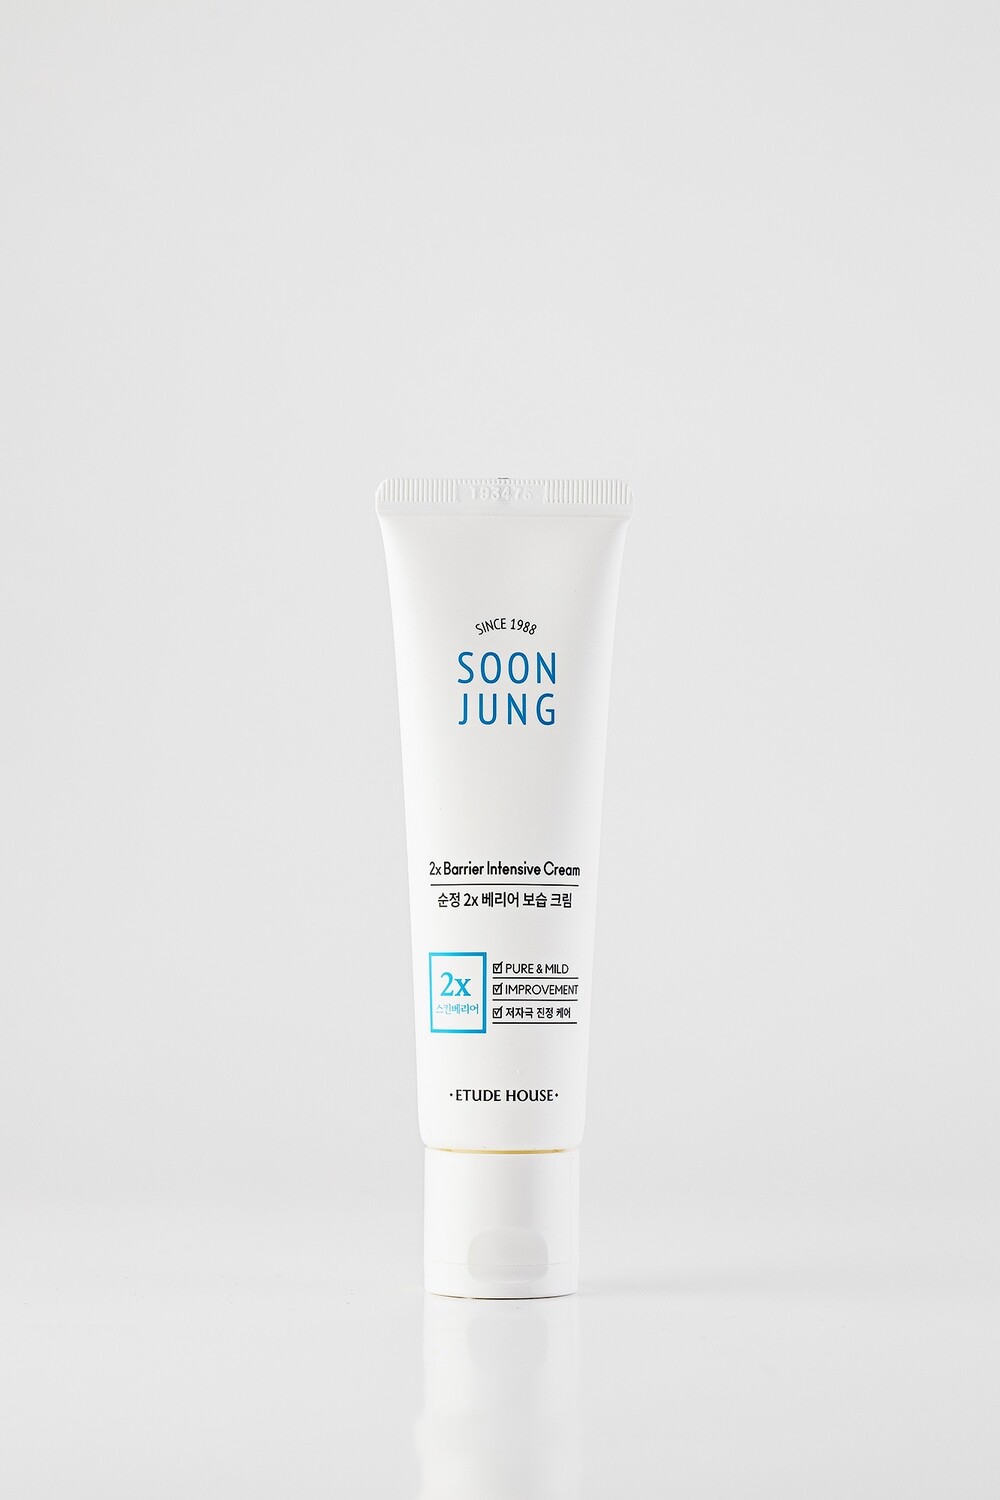 193476
SINCE 1988
SOON
JUNG
2x Barrier Intensive Cream
순정 2x 베리어 보습 크림
2x
스킨베리어
PURE & MILD
IMPROVEMENT
저자극 진정 케어
·ETUDE HOUSE·